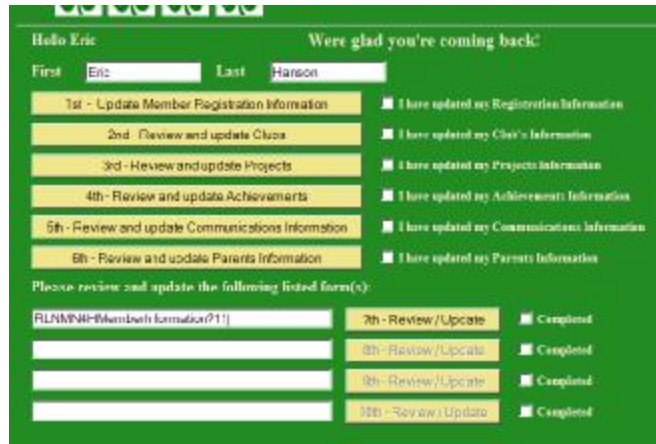 Hello Eric Were glad you're coming back!
First Eric Last Hanson
1st - Update Member Registration Information I have updated my Registration Information
2nd Review and update Clubs I have updated my Club's Information
3rd - Review and update Projects I have updated my Projects Information
4th - Review and update Achievements I have updated my Achievements Information
5th - Review and update Communications Information I have updated my Communications Information
6th - Review and update Parents Information I have updated my Parents Information
Please review and update the following listed form(s):
7th - Review / Update Completed
8th - Review / Update Completed
9th - Review / Update Completed
10th - Review / Update Completed